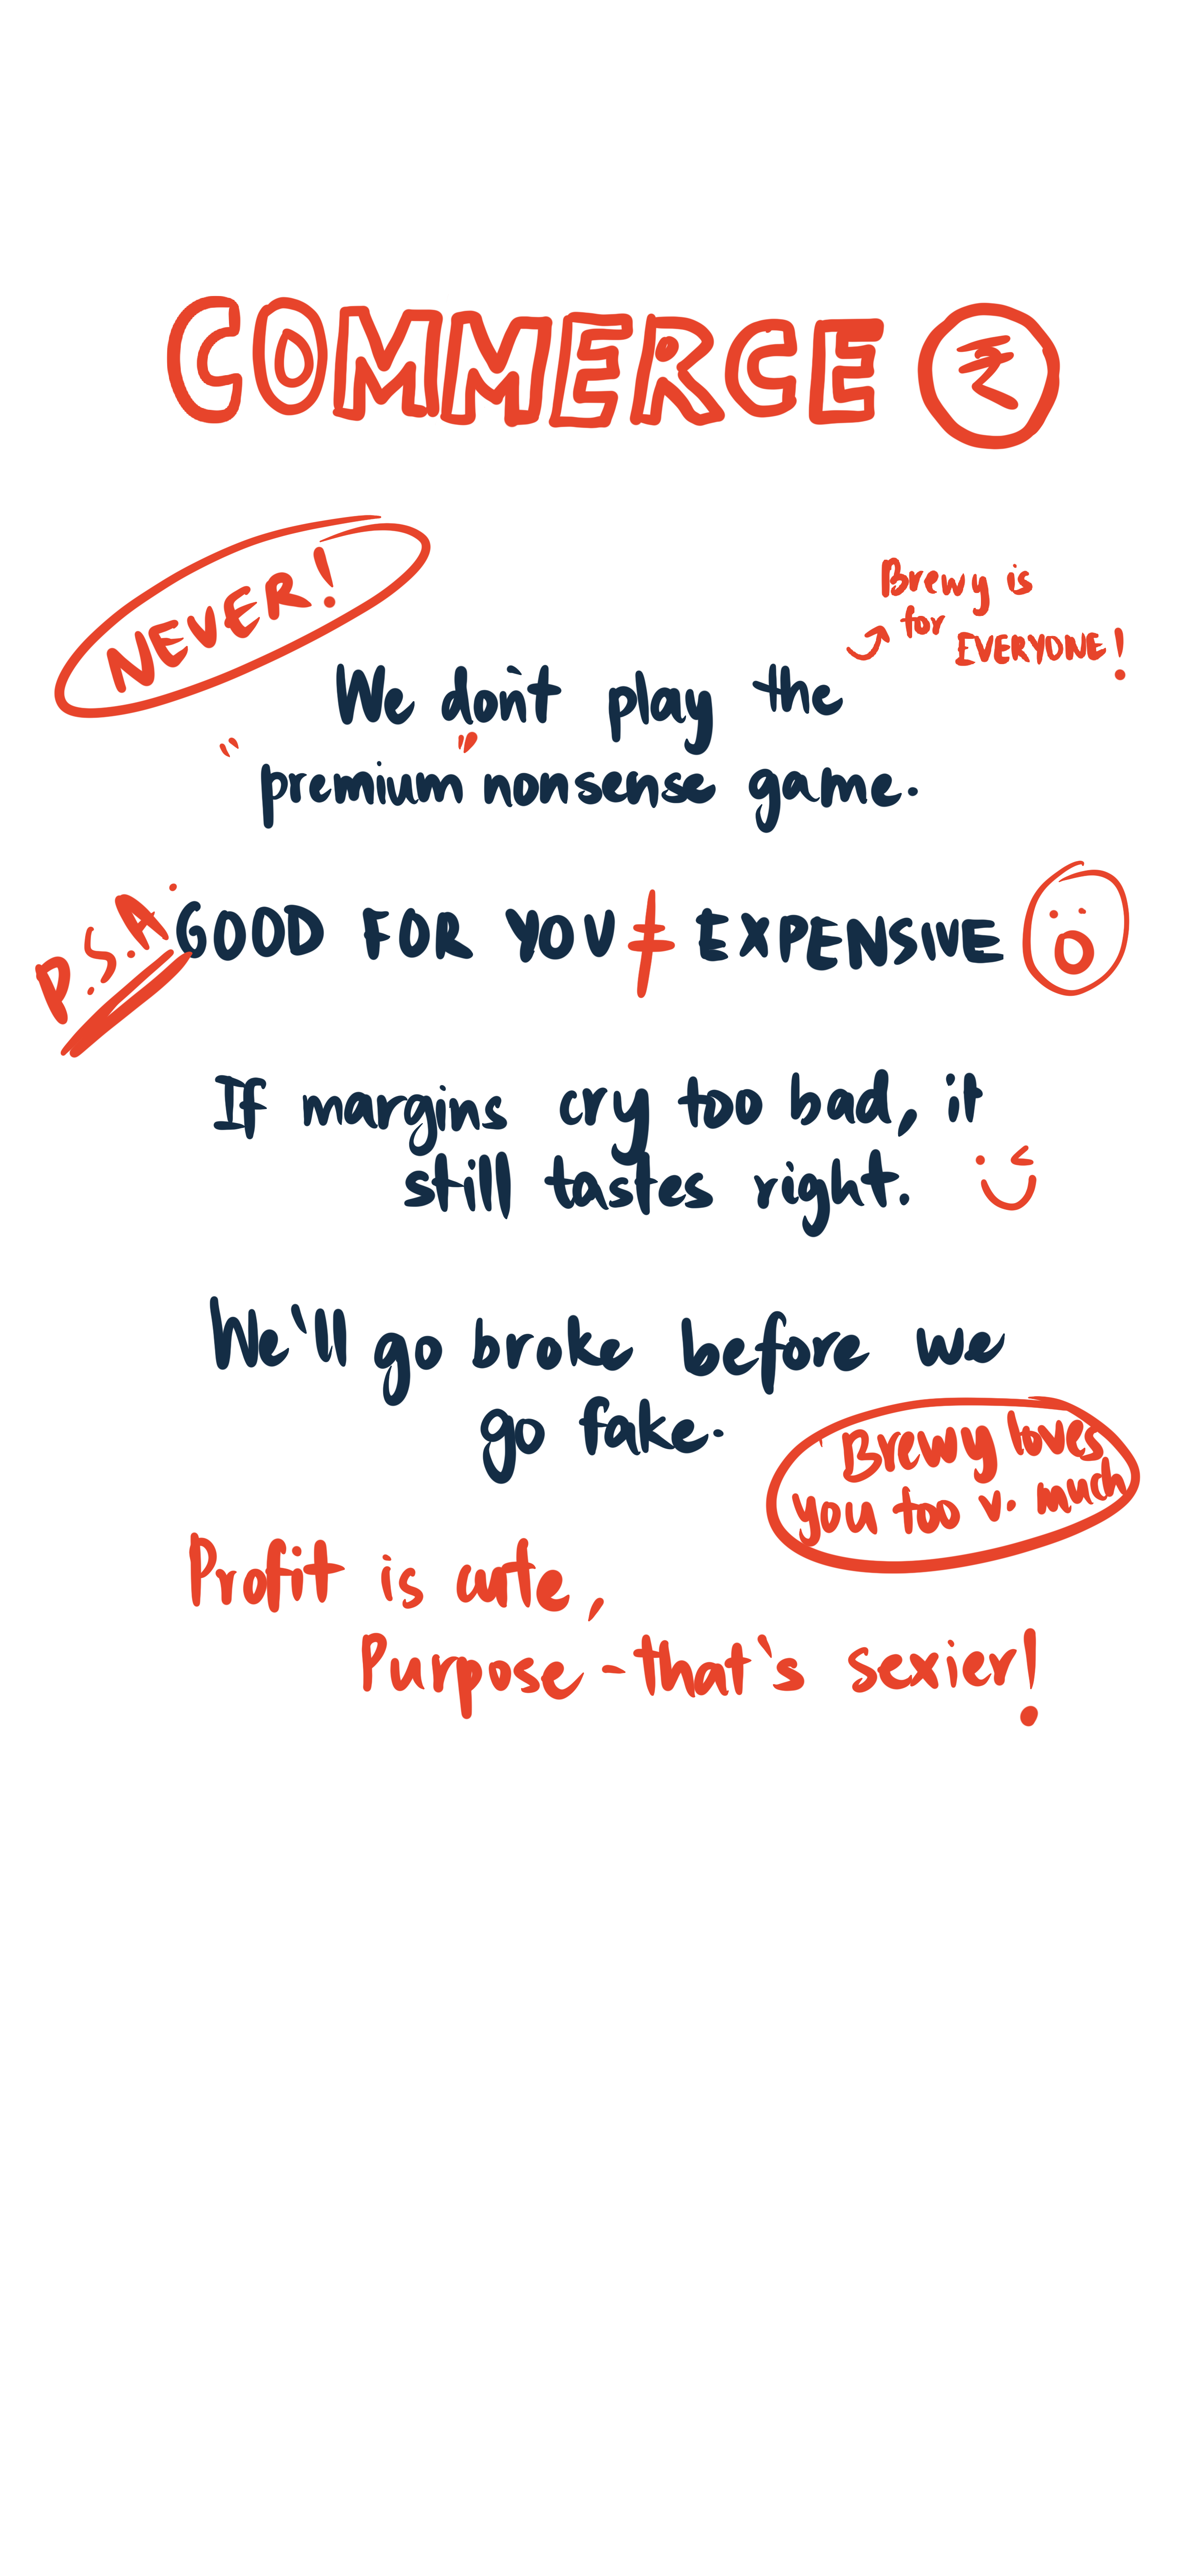 COMMERCE ₹
NEVER!
Brewy is
for
EVERYONE!
We don't play the
"premium" nonsense game.
P.S.A.
GOOD FOR YOU ≠ EXPENSIVE
If margins cry too bad, it
still tastes right.
We'll go broke before we
go fake.
Brewy loves
you too v. much
Profit is cute,
Purpose - that's sexier!